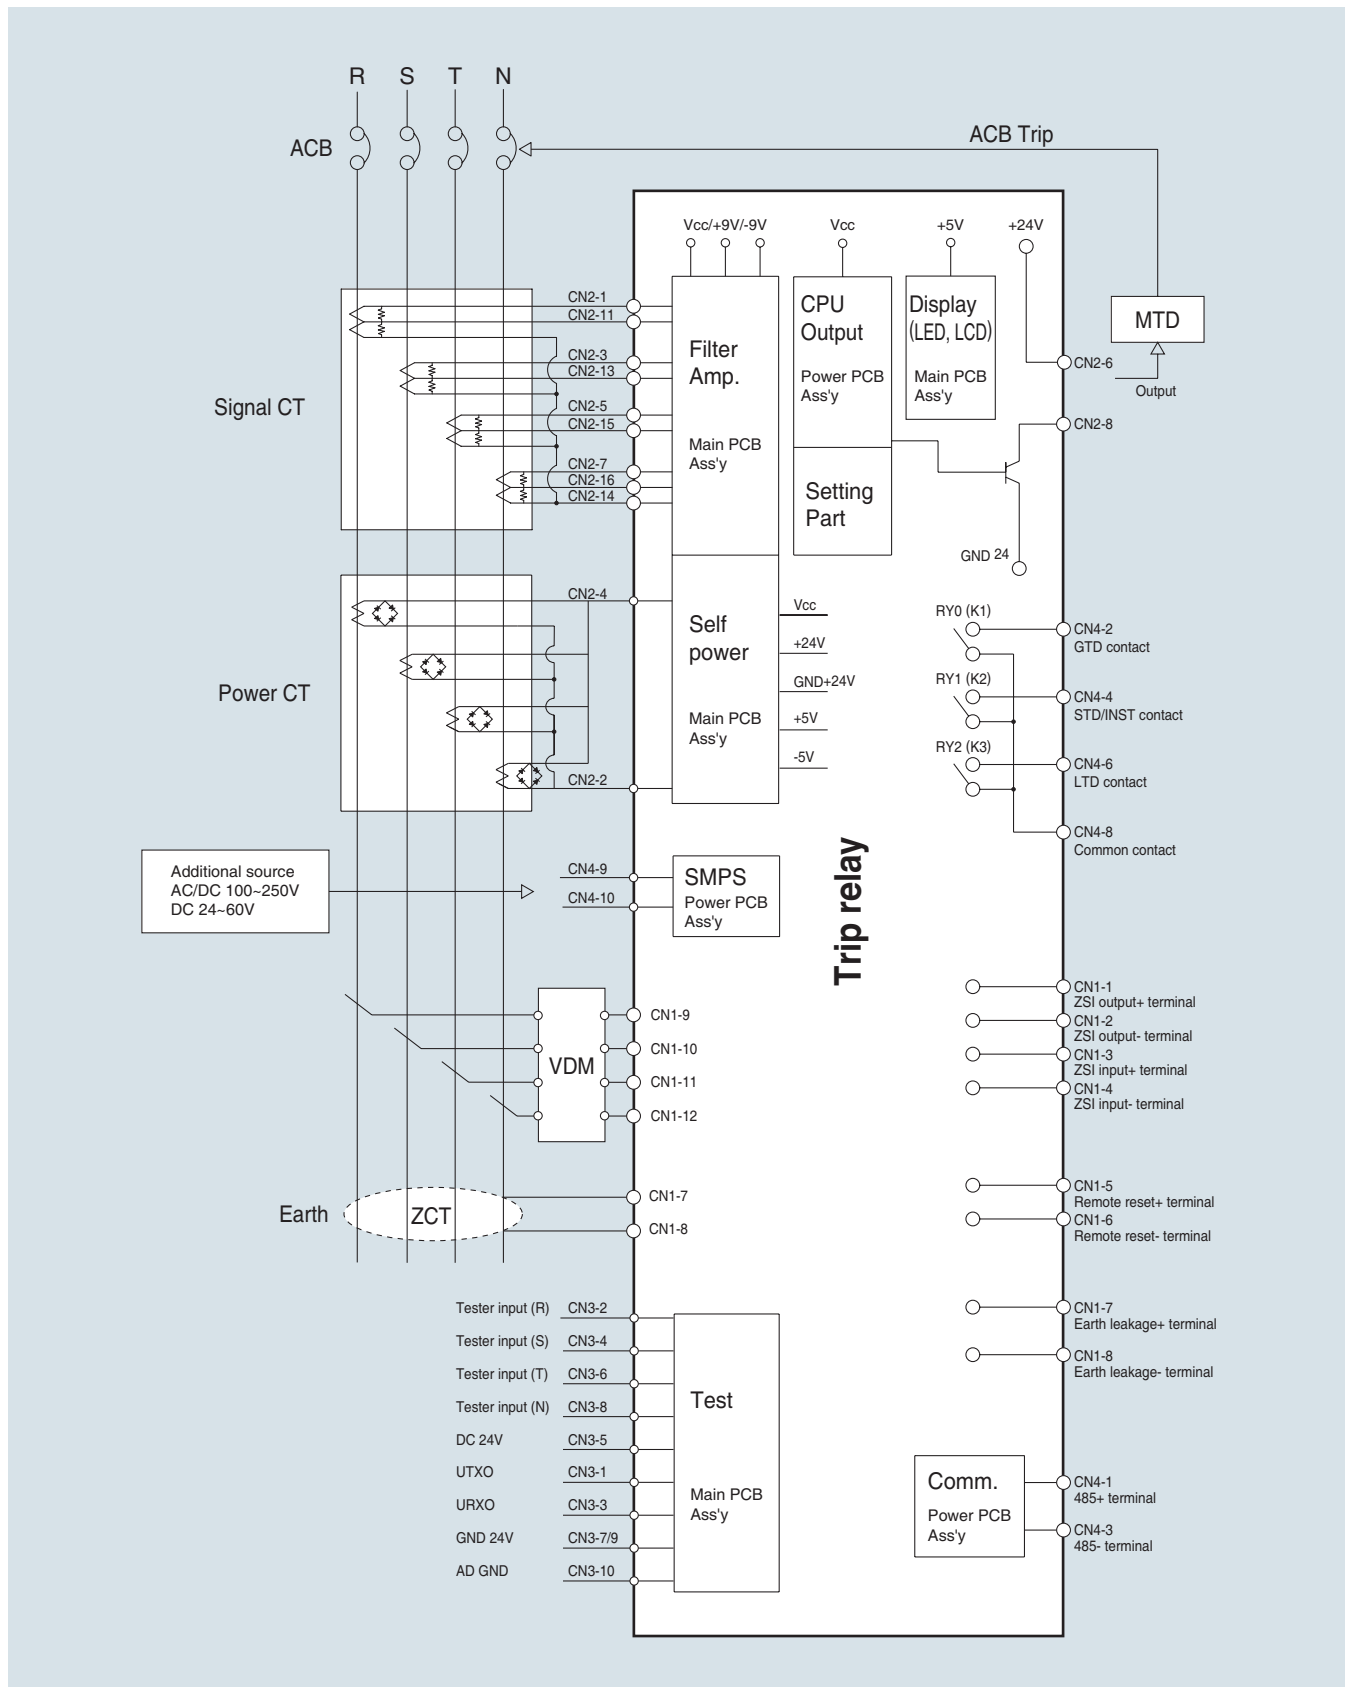 R S T N
ACB
ACB Trip
Vcc/+9V/-9V
Vcc
+5V
+24V
CN2-1
CN2-11
CN2-3
CN2-13
CN2-5
CN2-15
CN2-7
CN2-16
CN2-14
Signal CT
Filter
Amp.
Main PCB
Ass'y
CPU
Output
Power PCB
Ass'y
Setting
Part
Display
(LED, LCD)
Main PCB
Ass'y
MTD
Output
CN2-6
CN2-8
GND 24
Power CT
CN2-4
CN2-2
Self
power
Main PCB
Ass'y
Vcc
+24V
GND+24V
+5V
-5V
RY0 (K1)
CN4-2
GTD contact
RY1 (K2)
CN4-4
STD/INST contact
RY2 (K3)
CN4-6
LTD contact
CN4-8
Common contact
Additional source
AC/DC 100~250V
DC 24~60V
CN4-9
CN4-10
SMPS
Power PCB
Ass'y
Trip relay
VDM
CN1-9
CN1-10
CN1-11
CN1-12
CN1-1
ZSI output+ terminal
CN1-2
ZSI output- terminal
CN1-3
ZSI input+ terminal
CN1-4
ZSI input- terminal
Earth
ZCT
CN1-7
CN1-8
CN1-5
Remote reset+ terminal
CN1-6
Remote reset- terminal
CN1-7
Earth leakage+ terminal
CN1-8
Earth leakage- terminal
Tester input (R) CN3-2
Tester input (S) CN3-4
Tester input (T) CN3-6
Tester input (N) CN3-8
DC 24V CN3-5
UTXO CN3-1
URXO CN3-3
GND 24V CN3-7/9
AD GND CN3-10
Test
Main PCB
Ass'y
Comm.
Power PCB
Ass'y
CN4-1
485+ terminal
CN4-3
485- terminal